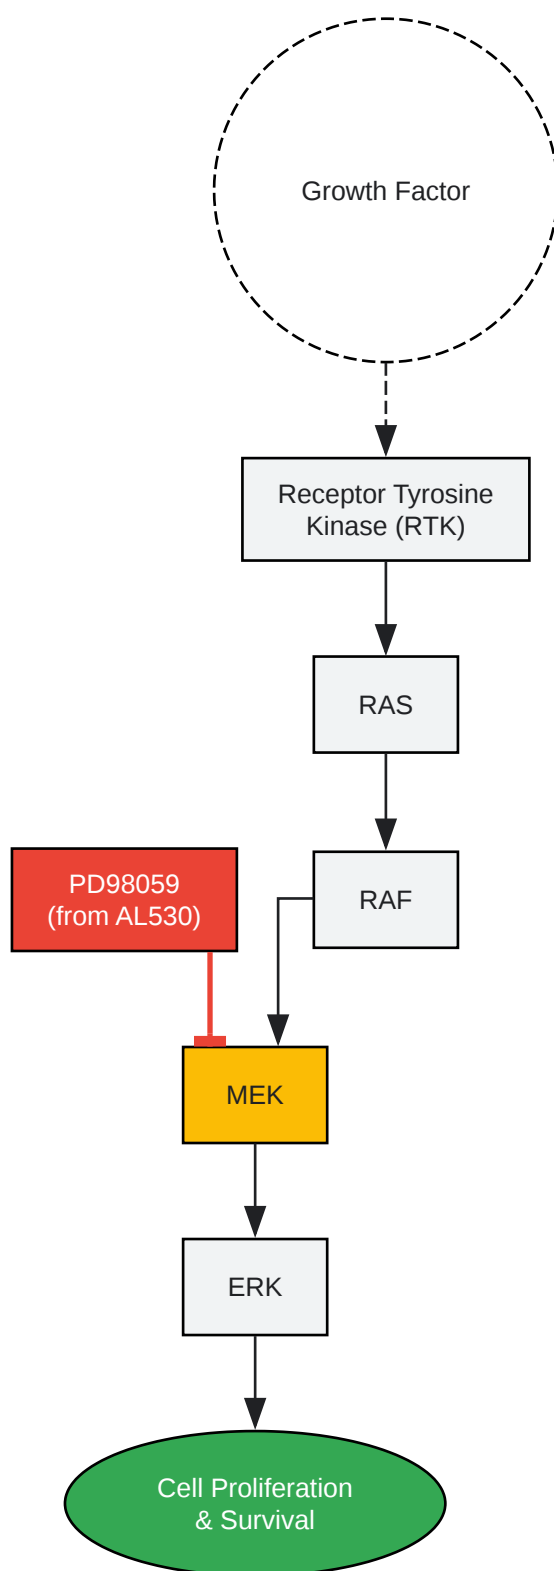 Growth Factor
Receptor Tyrosine
Kinase (RTK)
RAS
RAF
PD98059
(from AL530)
MEK
ERK
Cell Proliferation
& Survival